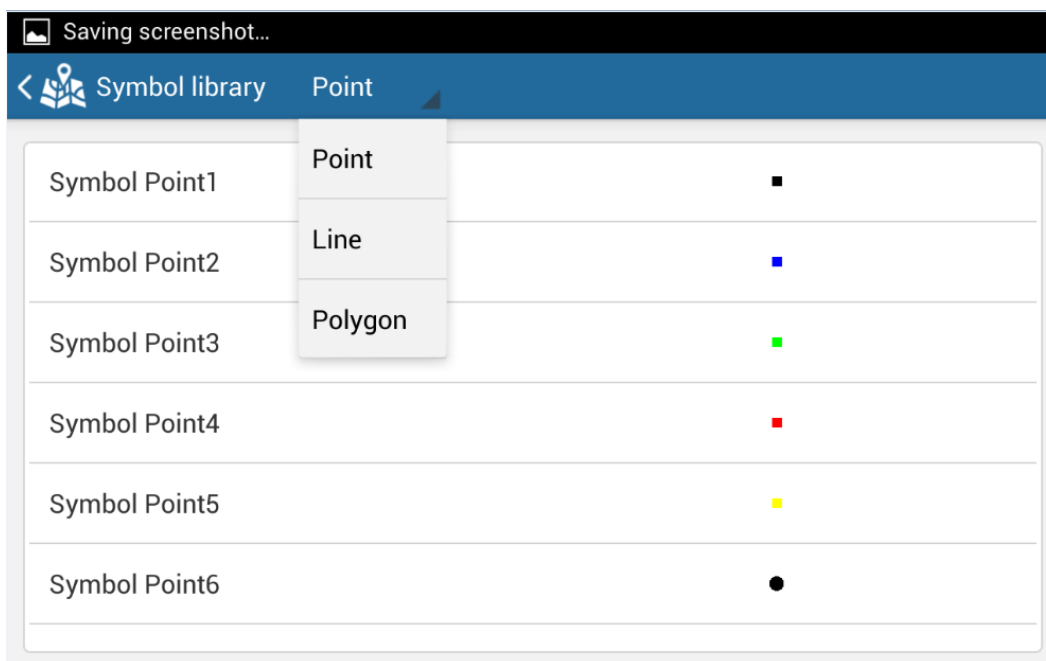 Saving screenshot...
Symbol library Point
Point
Line
Polygon
Symbol Point1
Symbol Point2
Symbol Point3
Symbol Point4
Symbol Point5
Symbol Point6